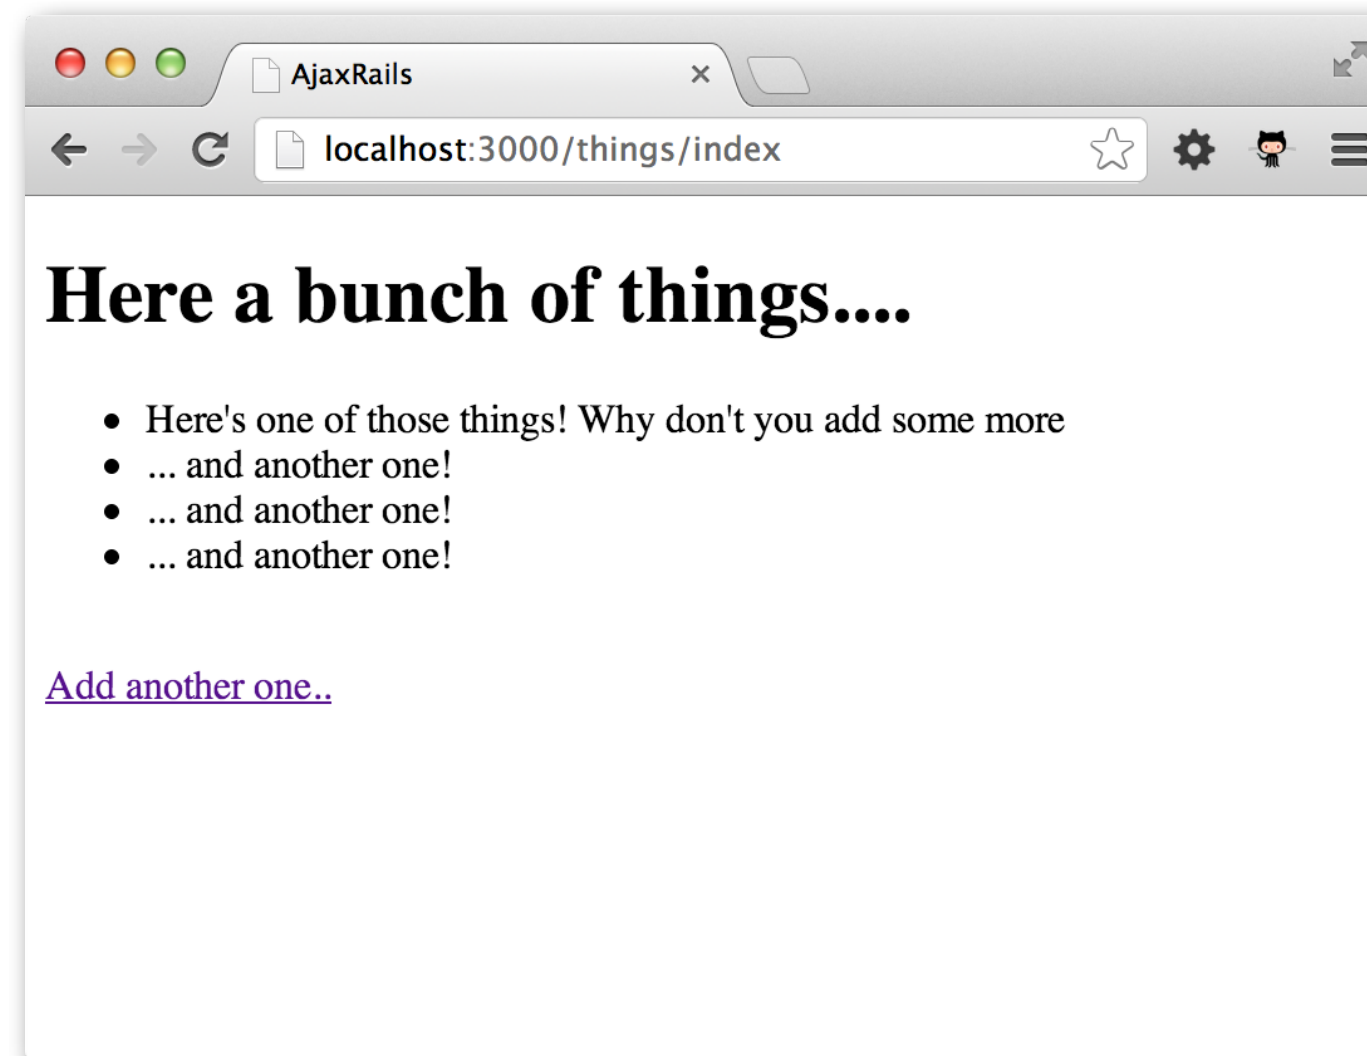 AjaxRails
localhost:3000/things/index
Here a bunch of things....
Here's one of those things! Why don't you add some more
... and another one!
... and another one!
... and another one!
Add another one..